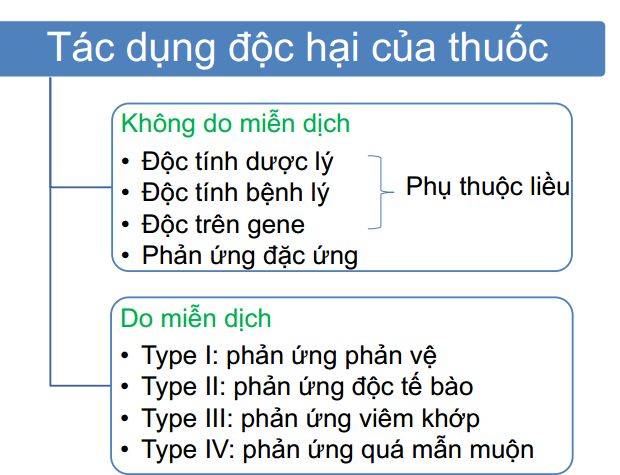 Tác dụng độc hại của thuốc
Không do miễn dịch
• Độc tính dược lý
• Độc tính bệnh lý
• Độc trên gene
Phụ thuộc liều
• Phản ứng đặc ứng
Do miễn dịch
• Type I: phản ứng phản vệ
• Type II: phản ứng độc tế bào
• Type III: phản ứng viêm khớp
• Type IV: phản ứng quá mẫn muộn